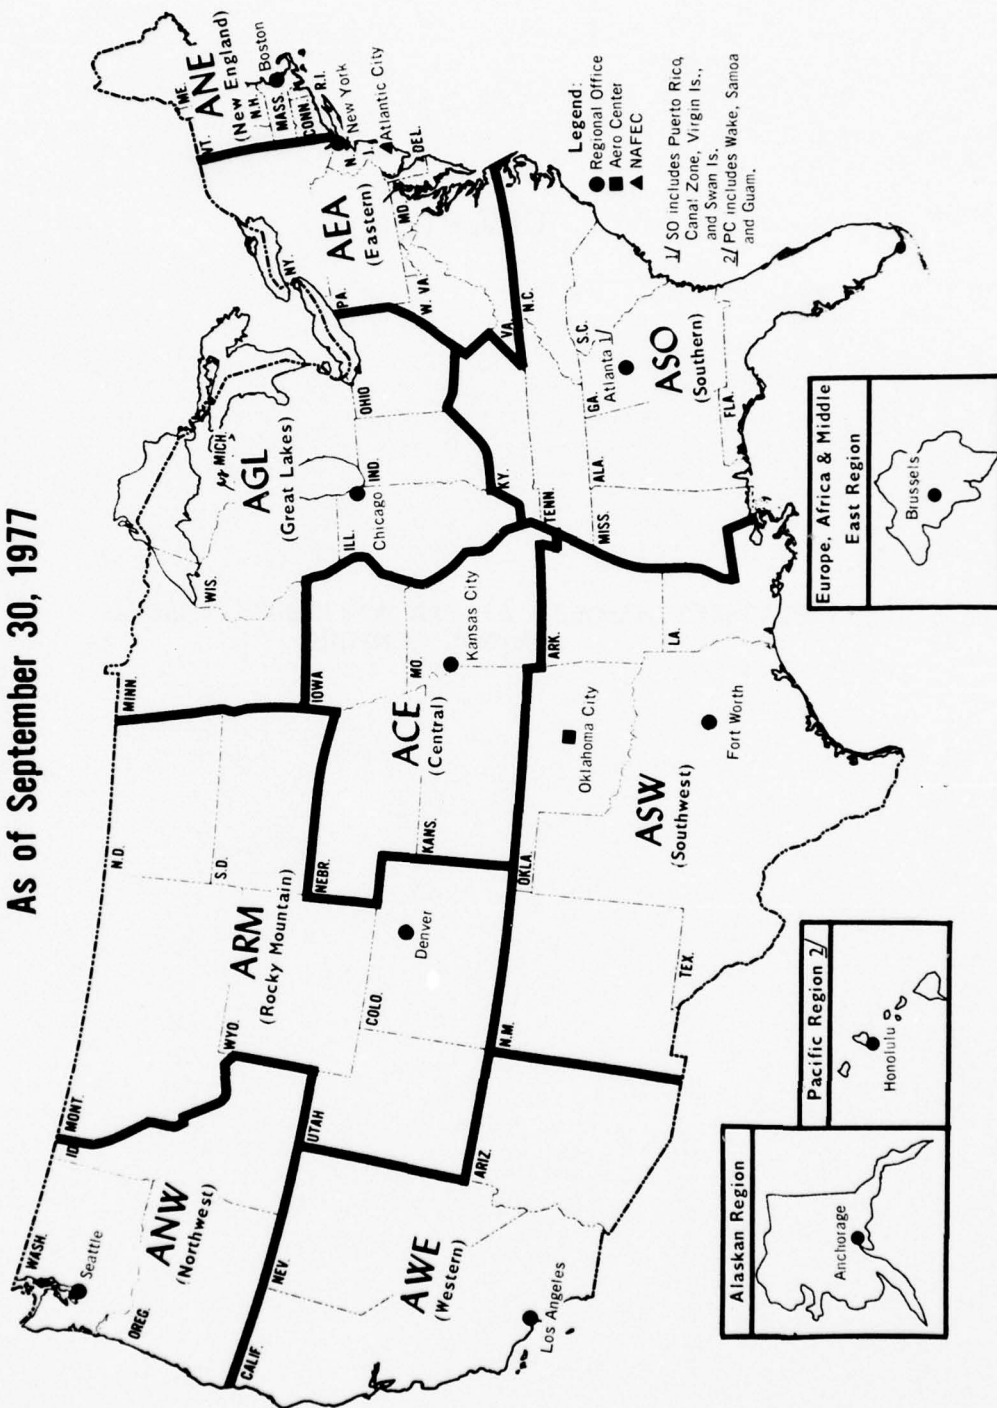 As of September 30, 1977
WASH.
Seattle
OREG.
ID.
MONT.
ANW
(Northwest)
N.D.
MINN.
S.D.
WYO.
ARM
(Rocky Mountain)
NEBR.
IOWA
WIS.
MICH.
AGL
(Great Lakes)
ILL.
IND.
OHIO
Chicago
ME.
VT.
N.H.
MASS.
CONN.
R.I.
ANE
(New England)
Boston
N.Y.
New York
PA.
N.
J.
Atlantic City
AEA
(Eastern)
MD.
DEL.
W. VA.
VA.
CALIF.
NEV.
UTAH
COLO.
Denver
KANS.
MO.
Kansas City
ACE
(Central)
KY.
AWE
(Western)
ARIZ.
N.M.
OKLA.
Oklahoma City
ARK.
TENN.
N.C.
S.C.
Los Angeles
TEX.
ASW
(Southwest)
Fort Worth
LA.
MISS.
ALA.
GA.
Atlanta 1/
ASO
(Southern)
FLA.
Legend:
Regional Office
Aero Center
NAFEC
1/ SO includes Puerto Rico,
Canal Zone, Virgin Is.,
and Swan Is.
2/ PC includes Wake, Samoa
and Guam.
Alaskan Region
Anchorage
Pacific Region 2/
Honolulu
Europe, Africa & Middle
East Region
Brussels